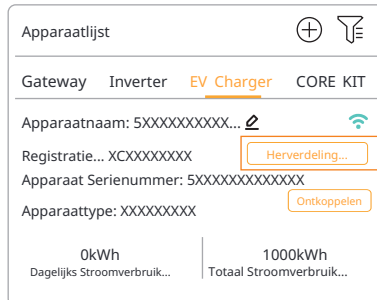 Apparaatlijst
Gateway Inverter EV Charger CORE KIT
Apparaatnaam: 5XXXXXXXXXX...
Registratie... XCXXXXXXXX Herverdeling...
Apparaat Serienummer: 5XXXXXXXXXXXXX
Ontkoppelen
Apparaattype: XXXXXXXXX
0kWh 1000kWh
Dagelijks Stroomverbruik... Totaal Stroomverbruik...